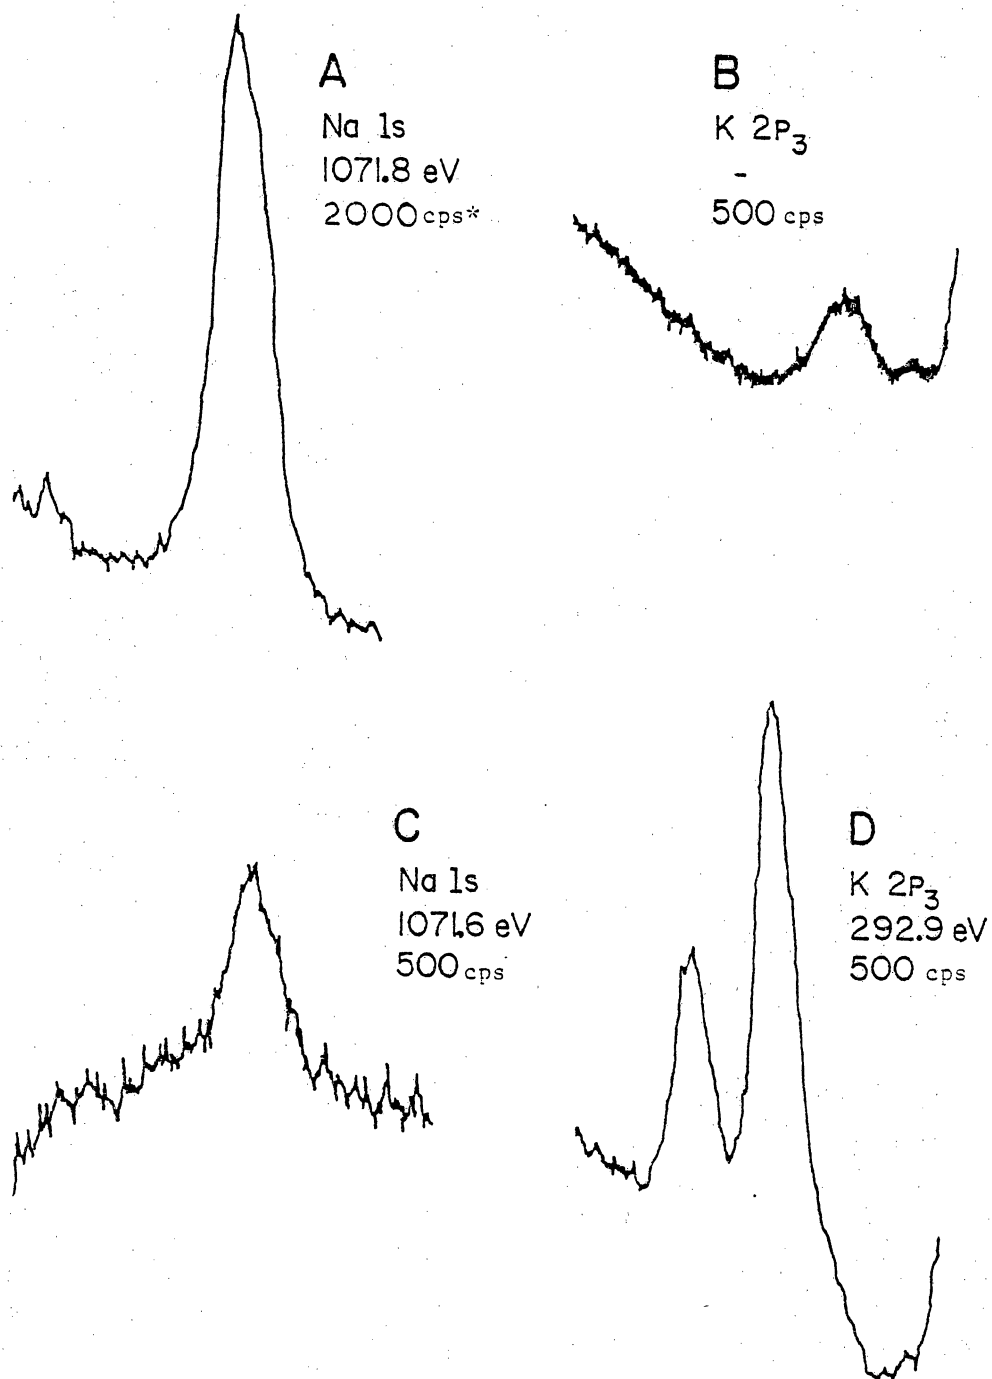 A
Na 1s
1071.8 eV
2000 cps*
B
K 2P₃
-
500 cps
C
Na 1s
1071.6 eV
500 cps
D
K 2P₃
292.9 eV
500 cps